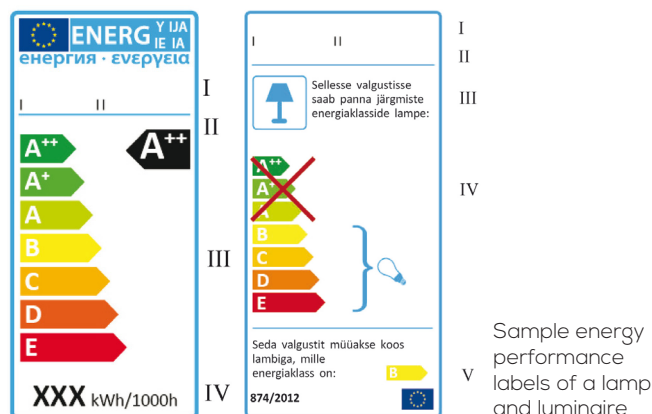 ENERG Y IJA
IE IA
енергия · ενεργεια
I II
I
II
A++ A++
A+
A
B
C
D
E
III
XXX kWh/1000h
IV
I II
I
II
Sellesse valgustisse
saab panna järgmiste
energiaklasside lampe:
III
A++
A+
A
B
C
D
E
IV
Seda valgustit müüakse koos
lambiga, mille
energiaklass on:
B
V
874/2012
Sample energy
performance
labels of a lamp
and luminaire